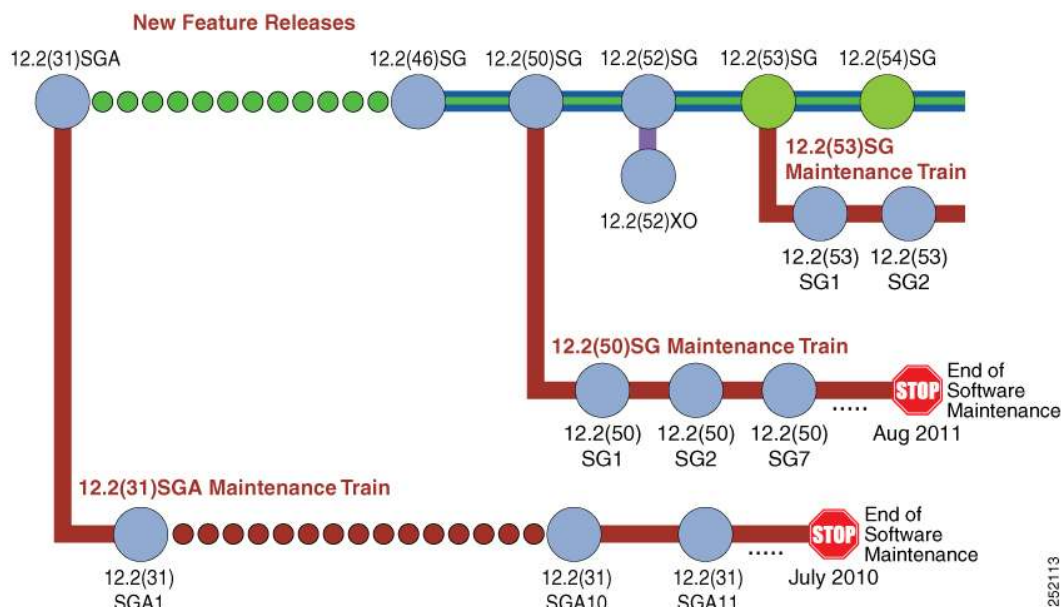 New Feature Releases
12.2(31)SGA
12.2(46)SG
12.2(50)SG
12.2(52)SG
12.2(53)SG
12.2(54)SG
12.2(52)XO
12.2(53)SG
Maintenance Train
12.2(53)
SG1
12.2(53)
SG2
12.2(50)SG Maintenance Train
12.2(50)
SG1
12.2(50)
SG2
12.2(50)
SG7
.....
STOP
End of
Software
Maintenance
Aug 2011
12.2(31)SGA Maintenance Train
12.2(31)
SGA1
12.2(31)
SGA10
12.2(31)
SGA11
.....
STOP
End of
Software
Maintenance
July 2010
252113